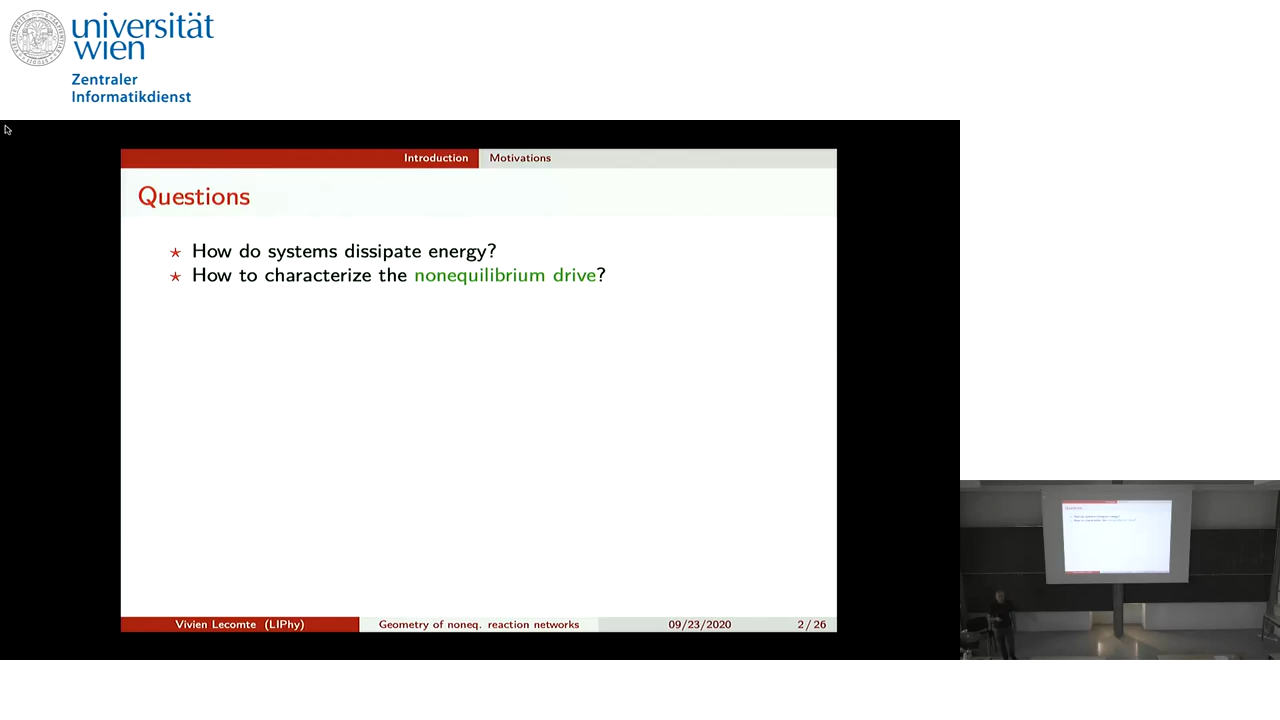 universität
wien
Zentraler
Informatikdienst
Introduction Motivations
Questions
★ How do systems dissipate energy?
★ How to characterize the nonequilibrium drive?
Vivien Lecomte (LIPhy) Geometry of noneq. reaction networks 09/23/2020 2 / 26